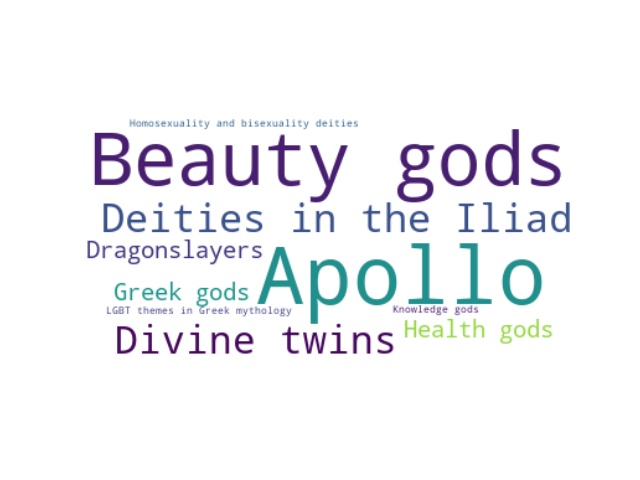 Homosexuality and bisexuality deities
Beauty gods
Deities in the Iliad
Dragonslayers
Apollo
Greek gods
LGBT themes in Greek mythology
Knowledge gods
Divine twins
Health gods